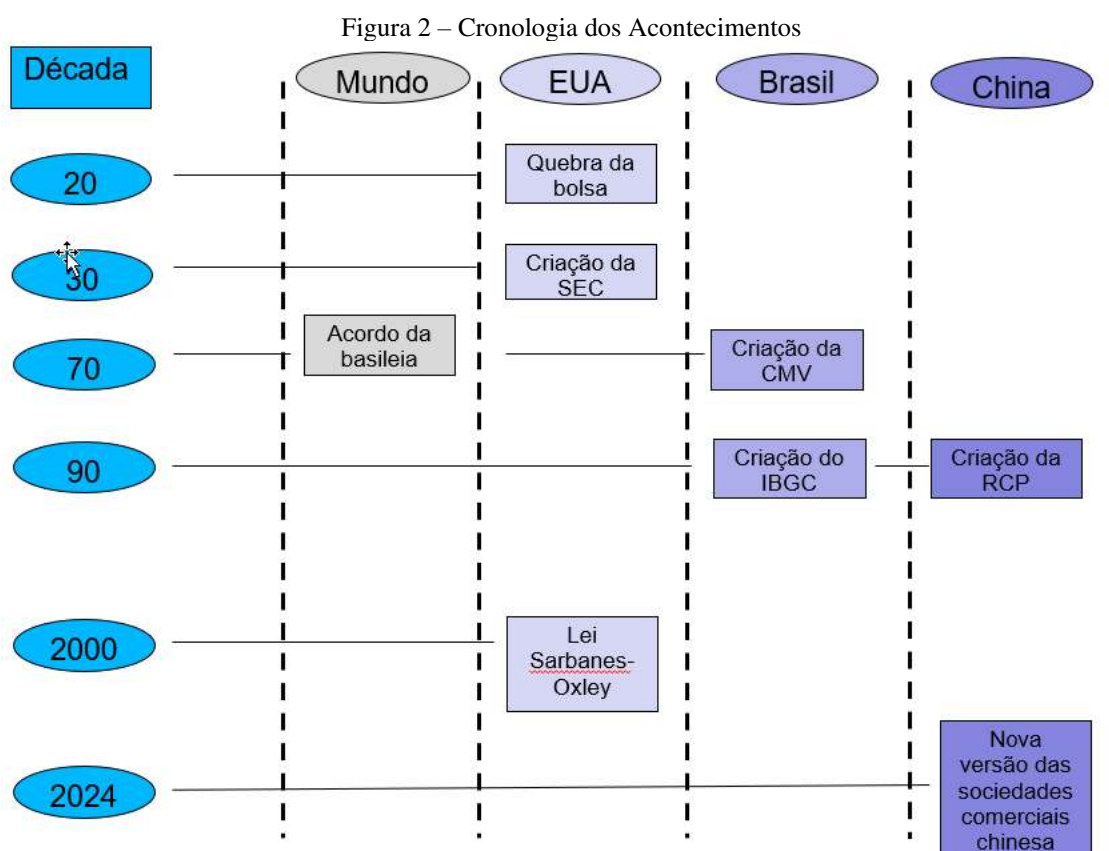 Figura 2 – Cronologia dos Acontecimentos
Década
Mundo
EUA
Brasil
China
20
Quebra da
bolsa
30
Criação da
SEC
70
Acordo da
basileia
Criação da
CMV
90
Criação do
IBGC
Criação da
RCP
2000
Lei
Sarbanes-
Oxley
2024
Nova
versão das
sociedades
comerciais
chinesa